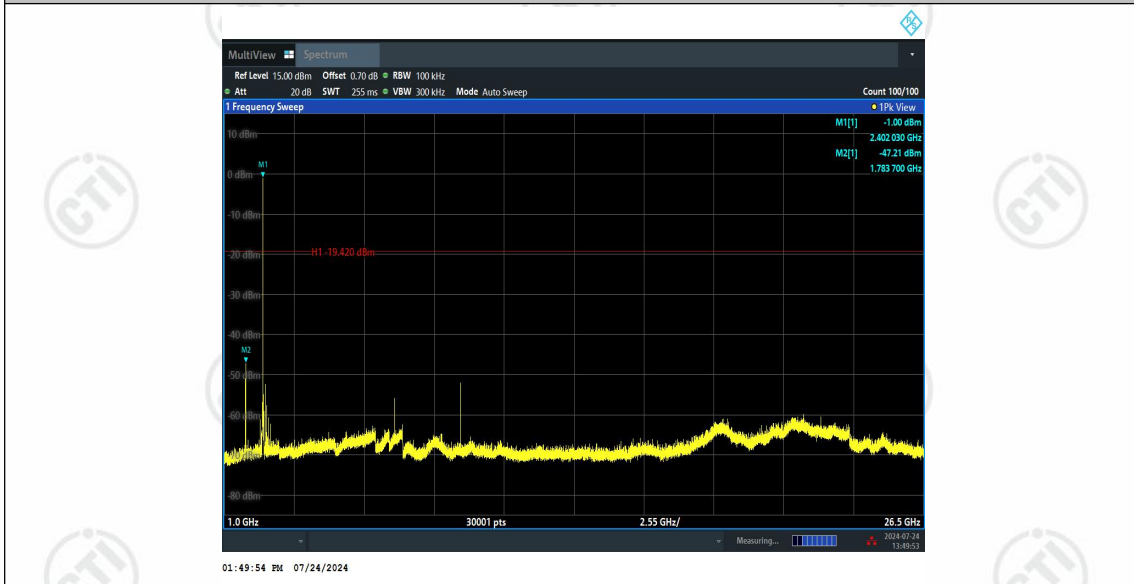 R&S
MultiView Spectrum
Ref Level 15.00 dBm Offset 0.70 dB RBW 100 kHz
Att 20 dB SWT 255 ms VBW 300 kHz Mode Auto Sweep Count 100/100
1 Frequency Sweep 1Pk View
M1[1] -1.00 dBm
10 dBm
2.402 030 GHz
M2[1] -47.21 dBm
M1
1.783 700 GHz
0 dBm
-10 dBm
H1 -19.420 dBm
-20 dBm
-30 dBm
-40 dBm
M2
-50 dBm
-60 dBm
-80 dBm
1.0 GHz 30001 pts 2.55 GHz/ 26.5 GHz
Measuring... 2024-07-24
13:49:53
01:49:54 PM 07/24/2024
CTI
CTI
CTI
CTI